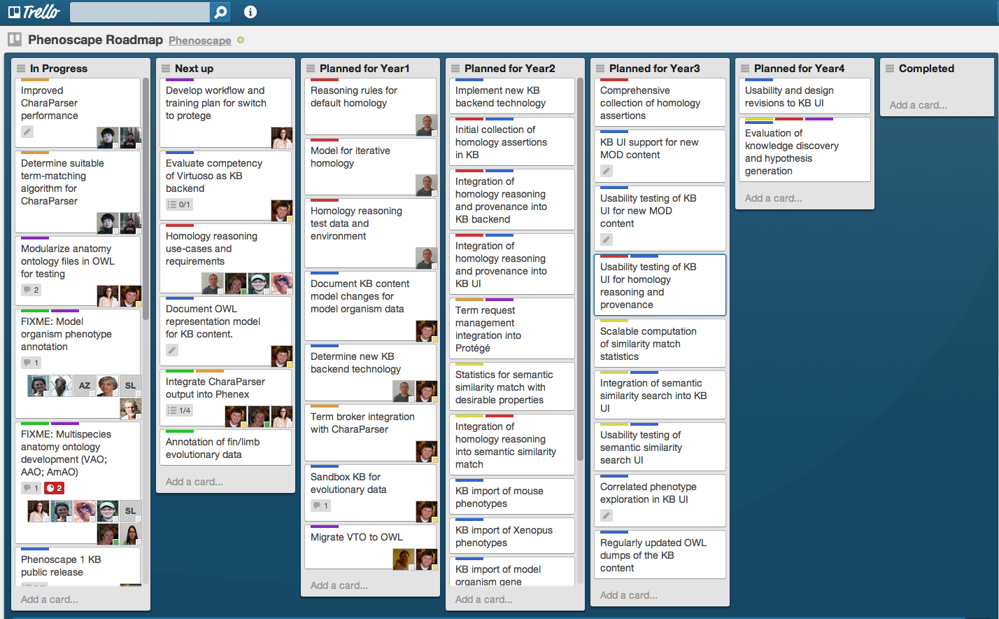 Trello
Phenoscape Roadmap Phenoscape
In Progress
Improved
CharaParser
performance
Determine suitable
term-matching
algorithm for
CharaParser
Modularize anatomy
ontology files in OWL
for testing
2
FIXME: Model
organism phenotype
annotation
1
AZ
SL
FIXME: Multispecies
anatomy ontology
development (VAO;
AAO; AmAO)
1 2
SL
Phenoscape 1 KB
public release
Add a card...
Next up
Develop workflow and
training plan for switch
to protege
Evaluate competency
of Virtuoso as KB
backend
0/1
Homology reasoning
use-cases and
requirements
Document OWL
representation model
for KB content.
Integrate CharaParser
output into Phenex
1/4
Annotation of fin/limb
evolutionary data
Add a card...
Planned for Year1
Reasoning rules for
default homology
Model for iterative
homology
Homology reasoning
test data and
environment
Document KB content
model changes for
model organism data
Determine new KB
backend technology
Term broker integration
with CharaParser
Sandbox KB for
evolutionary data
1
Migrate VTO to OWL
Add a card...
Planned for Year2
Implement new KB
backend technology
Initial collection of
homology assertions
in KB
Integration of
homology reasoning
and provenance into
KB backend
Integration of
homology reasoning
and provenance into
KB UI
Term request
management
integration into
Protégé
Statistics for semantic
similarity match with
desirable properties
Integration of
homology reasoning
into semantic similarity
match
KB import of mouse
phenotypes
KB import of Xenopus
phenotypes
KB import of model
organism gene
Add a card...
Planned for Year3
Comprehensive
collection of homology
assertions
KB UI support for new
MOD content
Usability testing of KB
UI for new MOD
content
Usability testing of KB
UI for homology
reasoning and
provenance
Scalable computation
of similarity match
statistics
Integration of semantic
similarity search into KB
UI
Usability testing of
semantic similarity
search UI
Correlated phenotype
exploration in KB UI
Regularly updated OWL
dumps of the KB
content
Add a card...
Planned for Year4
Usability and design
revisions to KB UI
Evaluation of
knowledge discovery
and hypothesis
generation
Add a card...
Completed
Add a card...